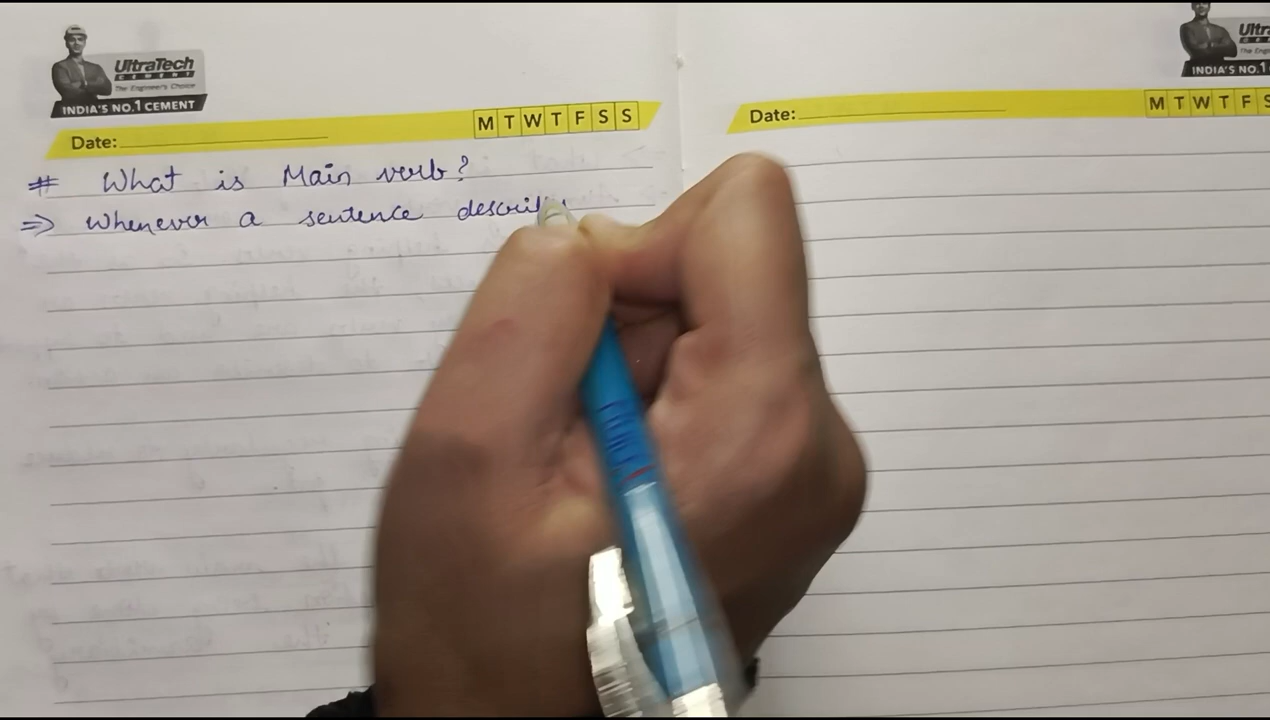 UltraTech
CEMENT
The Engineer's Choice
INDIA'S NO.1 CEMENT
Date:
M T W T F S S
# What is Main verb?
⇒ Whenever a sentence
Date:
M T W T F S
INDIA'S NO.1